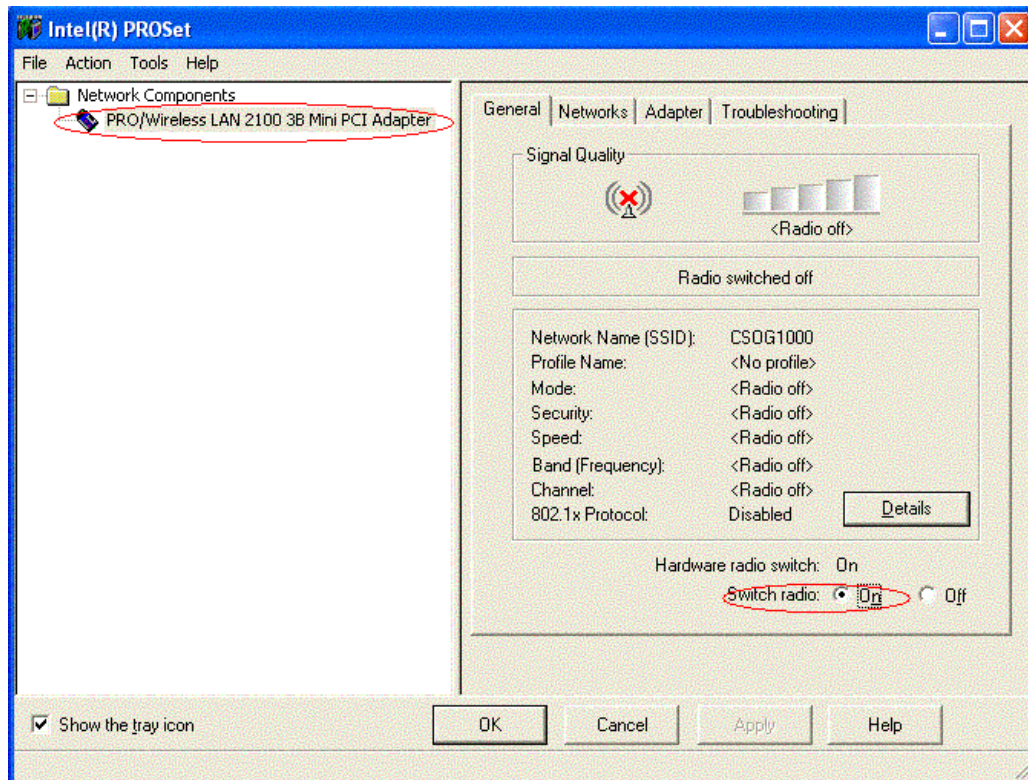 Intel(R) PROSet
File Action Tools Help
Network Components
PRO/Wireless LAN 2100 3B Mini PCI Adapter
General Networks Adapter Troubleshooting
Signal Quality
<Radio off>
Radio switched off
Network Name (SSID): CSOG1000
Profile Name: <No profile>
Mode: <Radio off>
Security: <Radio off>
Speed: <Radio off>
Band (Frequency): <Radio off>
Channel: <Radio off>
802.1x Protocol: Disabled
Details
Hardware radio switch: On
Switch radio: On Off
Show the tray icon
OK Cancel Apply Help